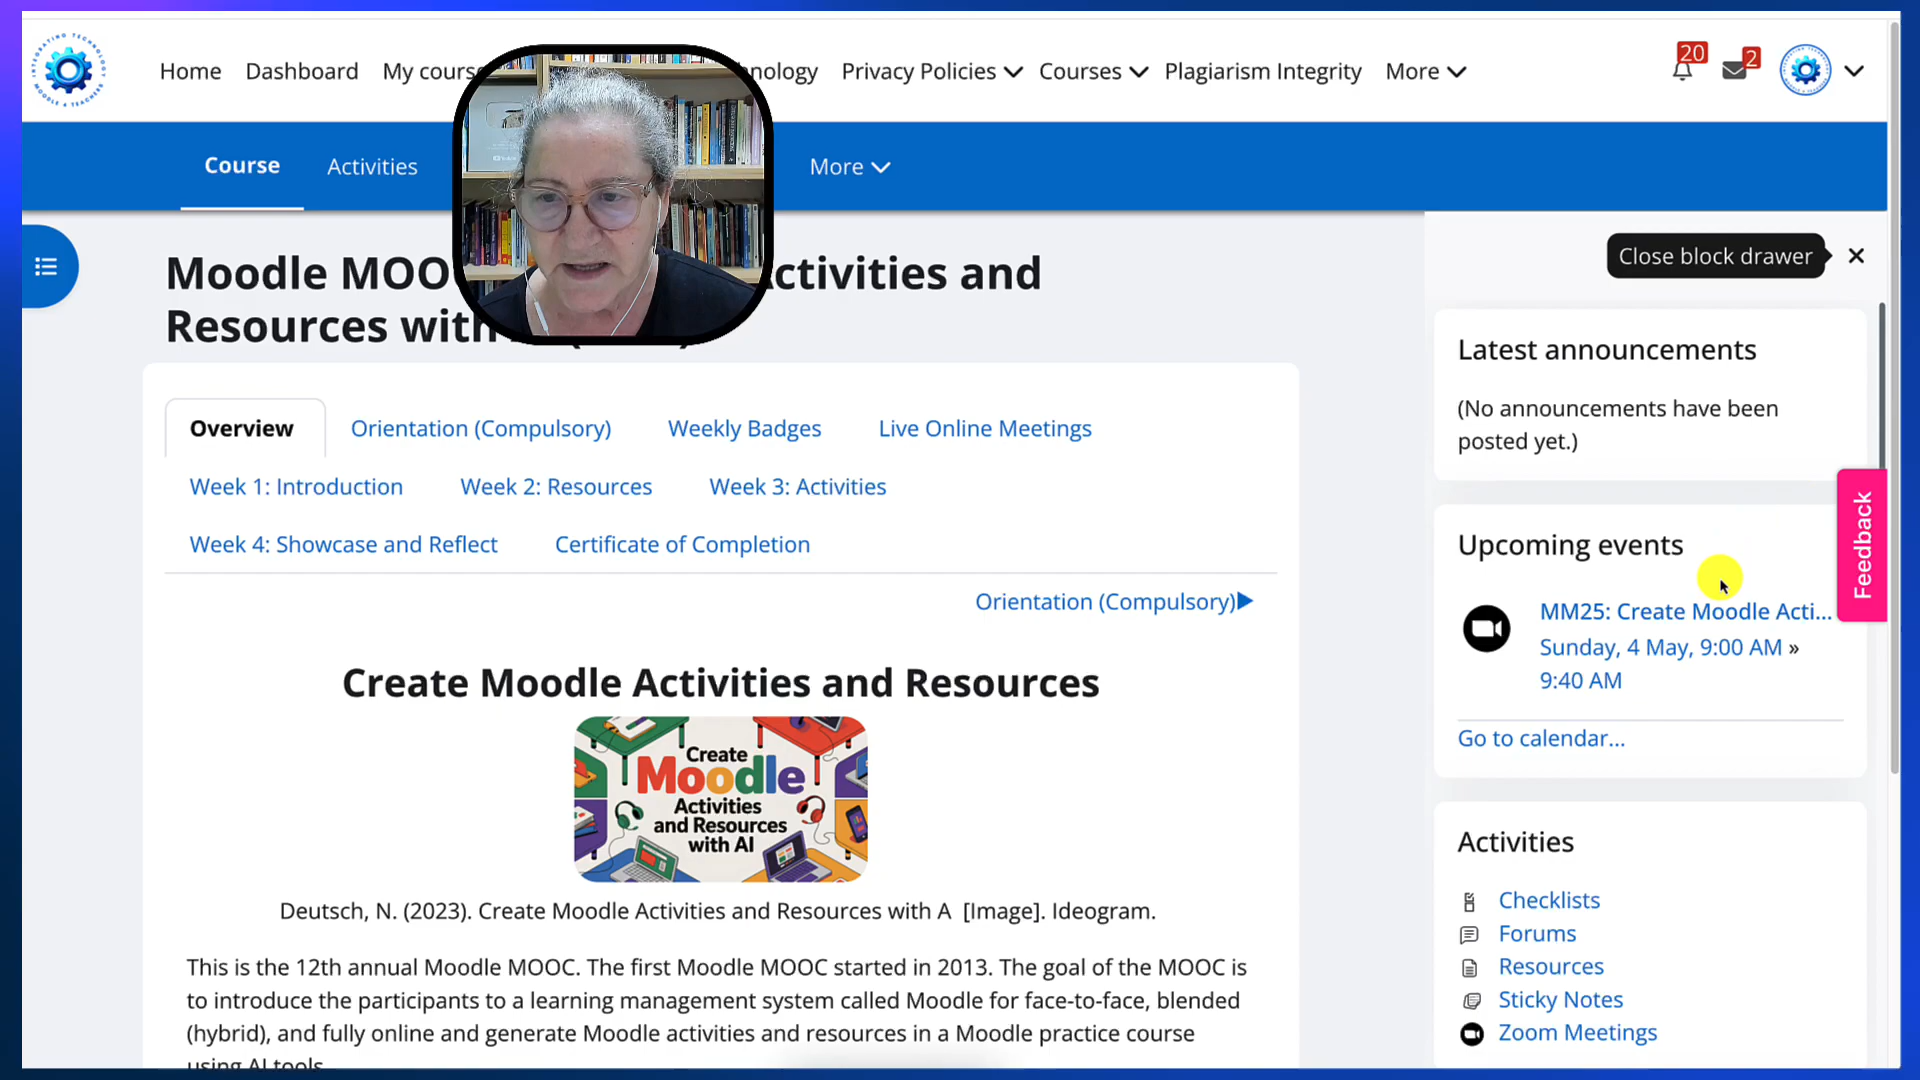 INTEGRATING TECHNOLOGY
MOODLE 4 TEACHERS
Home
Dashboard
My cours
nology
Privacy Policies
Courses
Plagiarism Integrity
More
20
2
Course
Activities
More
Close block drawer
Moodle MOO ctivities and
Resources with
Overview
Orientation (Compulsory)
Weekly Badges
Live Online Meetings
Week 1: Introduction
Week 2: Resources
Week 3: Activities
Week 4: Showcase and Reflect
Certificate of Completion
Orientation (Compulsory)
Create Moodle Activities and Resources
Create
Moodle
Activities
and Resources
with AI
Deutsch, N. (2023). Create Moodle Activities and Resources with A [Image]. Ideogram.
This is the 12th annual Moodle MOOC. The first Moodle MOOC started in 2013. The goal of the MOOC is
to introduce the participants to a learning management system called Moodle for face-to-face, blended
(hybrid), and fully online and generate Moodle activities and resources in a Moodle practice course
using AI tools.
Latest announcements
(No announcements have been
posted yet.)
Upcoming events
MM25: Create Moodle Acti...
Sunday, 4 May, 9:00 AM »
9:40 AM
Go to calendar...
Activities
Checklists
Forums
Resources
Sticky Notes
Zoom Meetings
Feedback